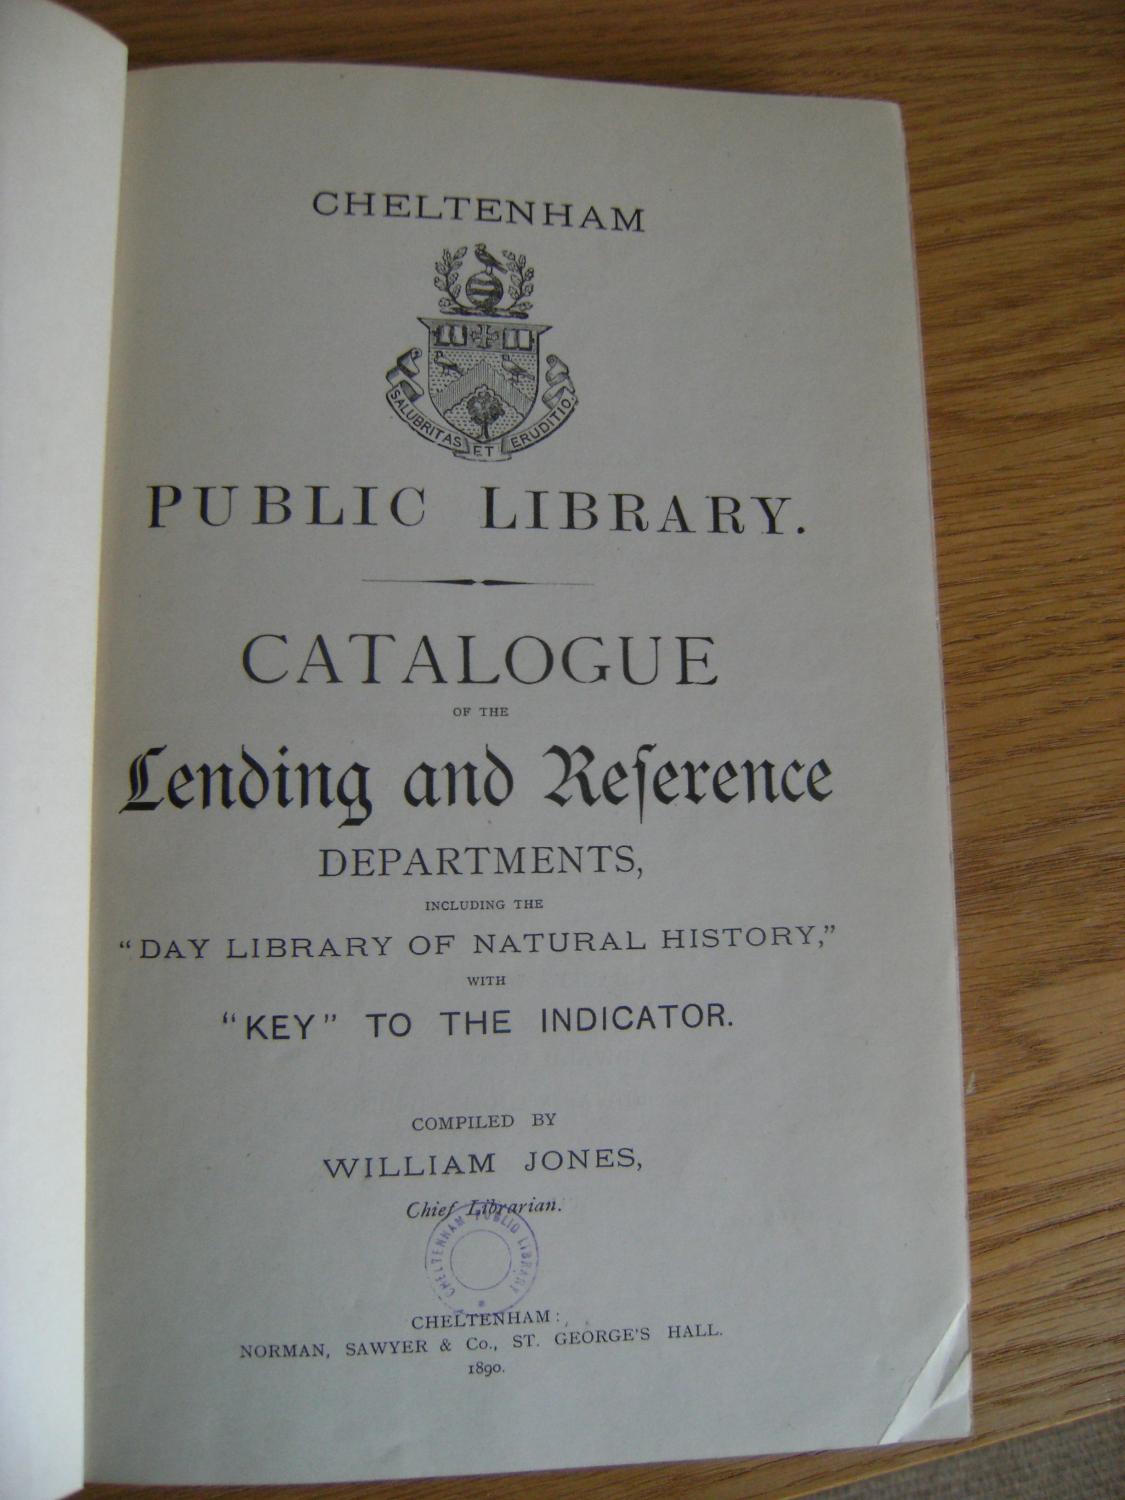 CHELTENHAM
SALUBRITAS ET ERUDITIO.
PUBLIC LIBRARY.
CATALOGUE
OF THE
Lending and Reference
DEPARTMENTS,
INCLUDING THE
"DAY LIBRARY OF NATURAL HISTORY,"
WITH
"KEY" TO THE INDICATOR.
COMPILED BY
WILLIAM JONES,
Chief Librarian.
CHELTENHAM PUBLIC LIBRARY
CHELTENHAM:
NORMAN, SAWYER & Co., ST. GEORGE'S HALL.
1890.